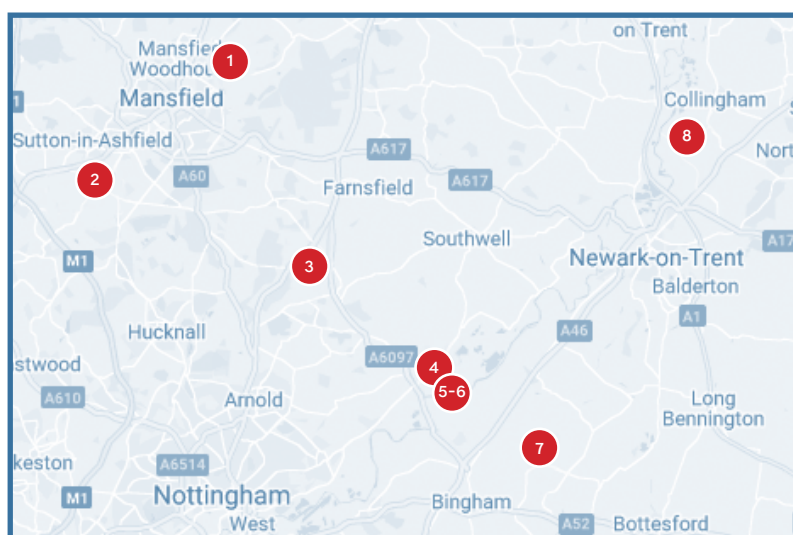 on Trent
Mansfie
1
Woodhou
Mansfield
Collingham
8
Sutton-in-Ashfield
A617
Nort
2
A60
Farnsfield
A617
Southwell
A17
M1
3
Newark-on-Trent
Balderton
A1
Hucknall
A46
stwood
A6097
4
5-6
A610
Arnold
Long
Bennington
7
keston
A6514
M1
Nottingham
Bingham
West
A52
Bottesford